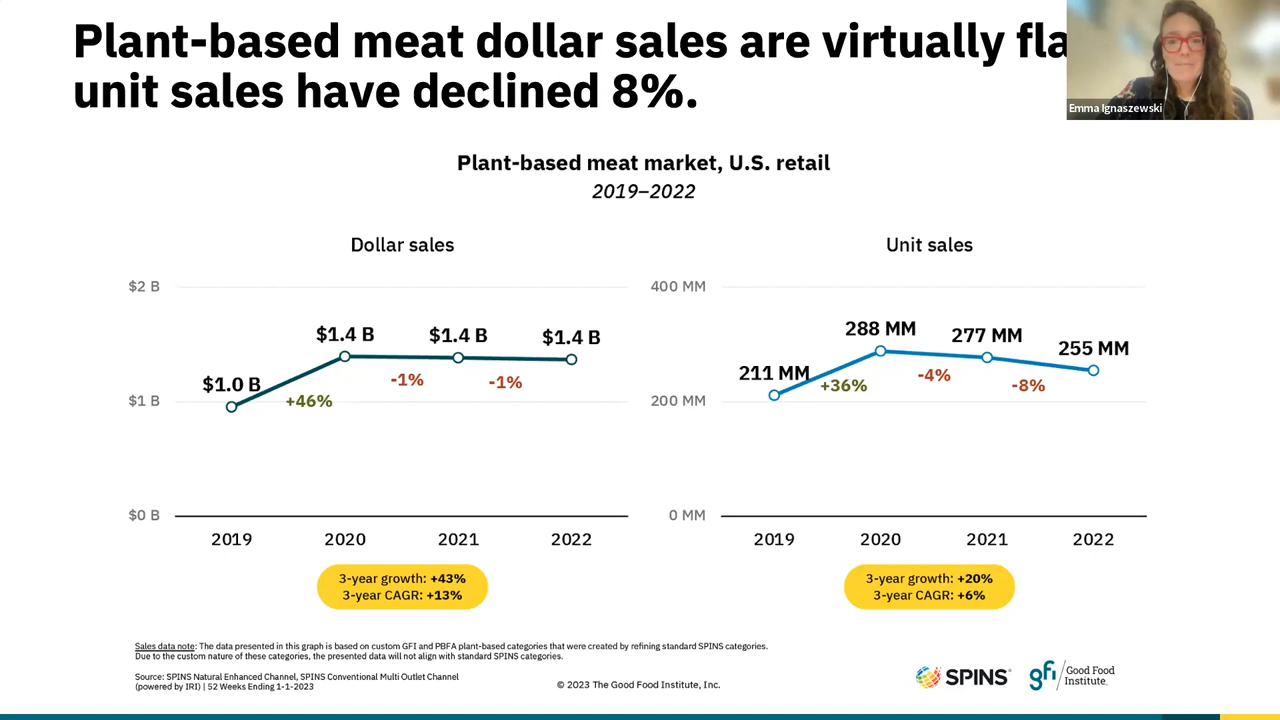 Plant-based meat dollar sales are virtually
unit sales have declined 8%.
Emma Ignaszewski
Plant-based meat market, U.S. retail
2019–2022
Dollar sales
$2 B
$1 B
$0 B
$1.0 B
$1.4 B
$1.4 B
$1.4 B
+46%
-1%
-1%
2019
2020
2021
2022
3-year growth: +43%
3-year CAGR: +13%
Unit sales
400 MM
200 MM
0 MM
211 MM
288 MM
277 MM
255 MM
+36%
-4%
-8%
2019
2020
2021
2022
3-year growth: +20%
3-year CAGR: +6%
Sales data note: The data presented in this graph is based on custom GFI and PBFA plant-based categories that were created by refining standard SPINS categories.
Due to the custom nature of these categories, the presented data will not align with standard SPINS categories.
Source: SPINS Natural Enhanced Channel, SPINS Conventional Multi Outlet Channel
(powered by IRI) | 52 Weeks Ending 1-1-2023
© 2023 The Good Food Institute, Inc.
SPINS®
gfi Good Food
Institute.